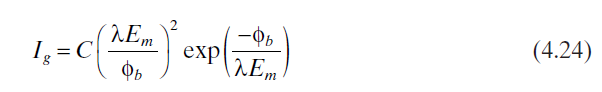 I_g = C (λE_m / ϕ_b)^2 exp(−ϕ_b / λE_m) (4.24)